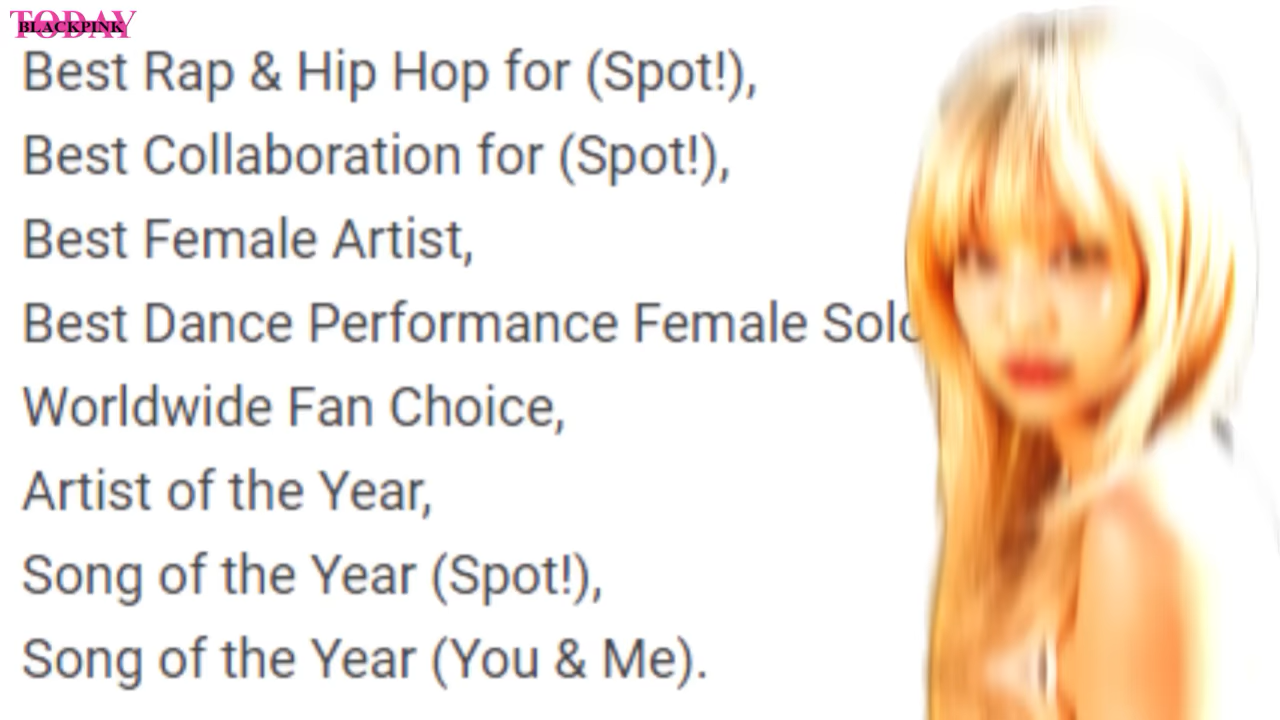 TODAY
BLACKPINK
Best Rap & Hip Hop for (Spot!),
Best Collaboration for (Spot!),
Best Female Artist,
Best Dance Performance Female Solo
Worldwide Fan Choice,
Artist of the Year,
Song of the Year (Spot!),
Song of the Year (You & Me).